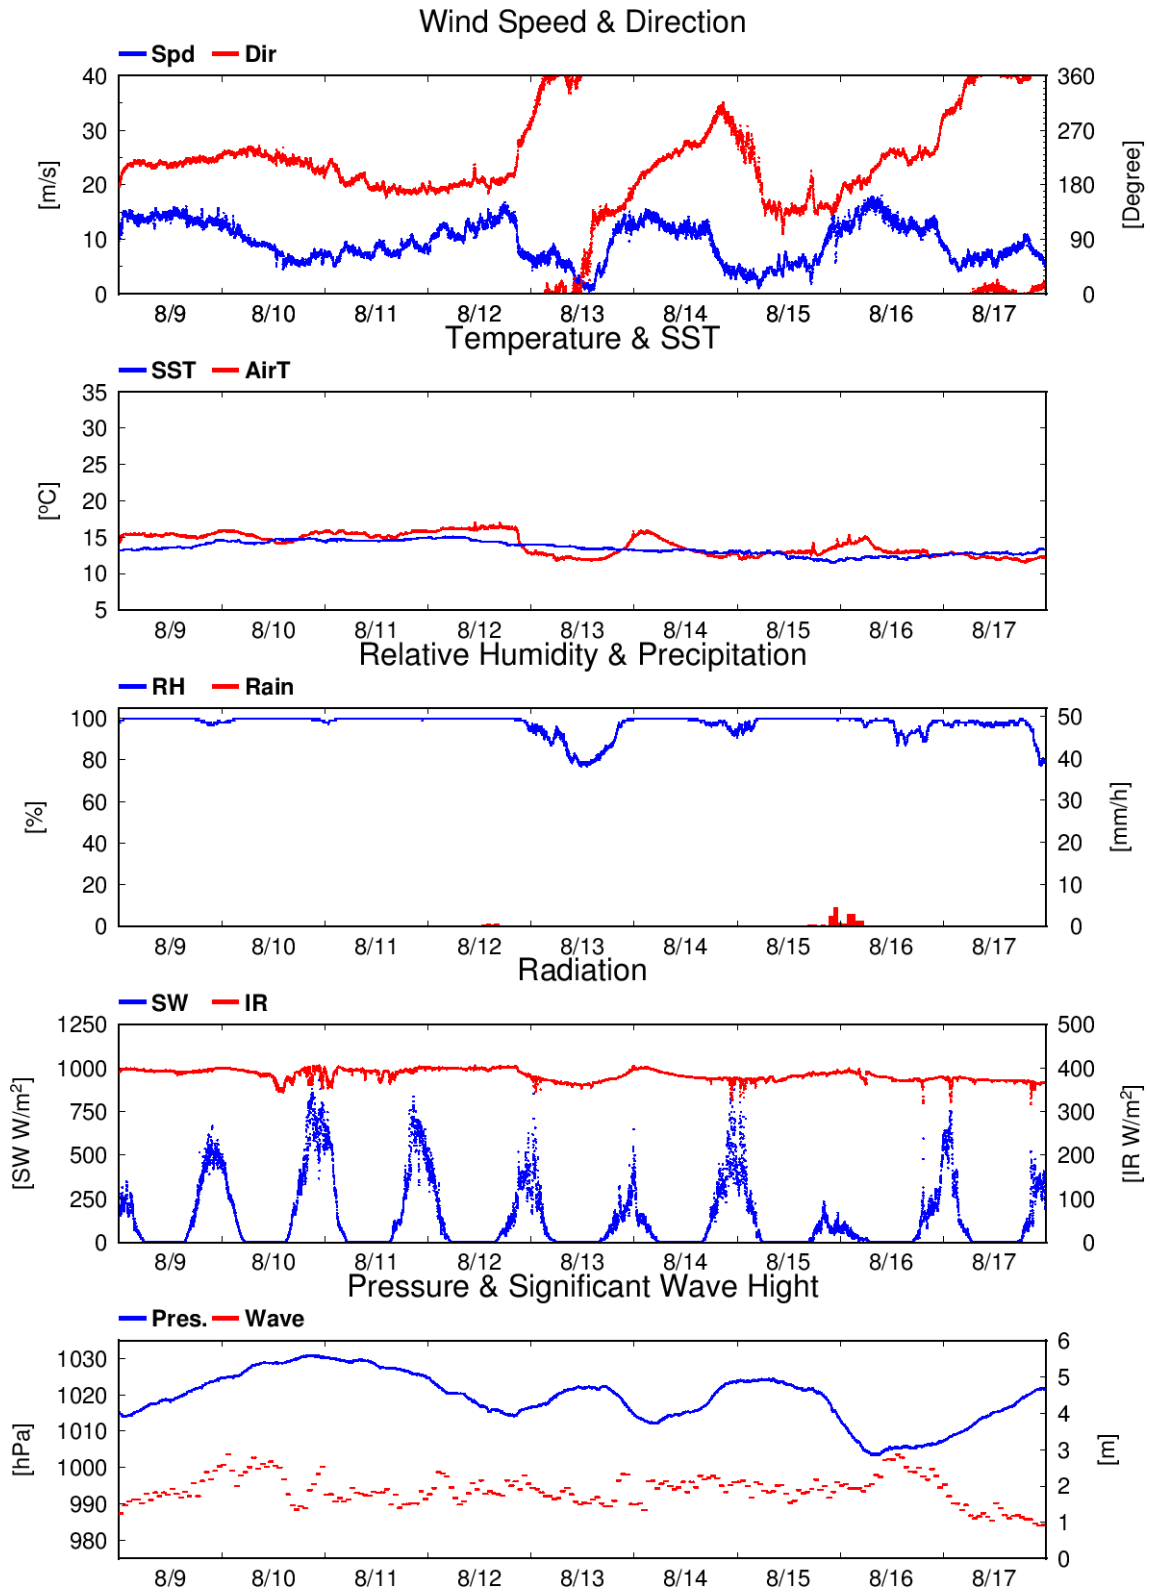 Wind Speed & Direction
Spd Dir
40 360
30 270
20 180
10 90
0 0
[m/s] [Degree]
8/9 8/10 8/11 8/12 8/13 8/14 8/15 8/16 8/17
Temperature & SST
SST AirT
35
30
25
20
15
10
5
[ºC]
8/9 8/10 8/11 8/12 8/13 8/14 8/15 8/16 8/17
Relative Humidity & Precipitation
RH Rain
100 50
80 40
60 30
40 20
20 10
0 0
[%] [mm/h]
8/9 8/10 8/11 8/12 8/13 8/14 8/15 8/16 8/17
Radiation
SW IR
1250 500
1000 400
750 300
500 200
250 100
0 0
[SW W/m²] [IR W/m²]
8/9 8/10 8/11 8/12 8/13 8/14 8/15 8/16 8/17
Pressure & Significant Wave Hight
Pres. Wave
6
1030 5
1020 4
1010 3
1000 2
990 1
980 0
[hPa] [m]
8/9 8/10 8/11 8/12 8/13 8/14 8/15 8/16 8/17